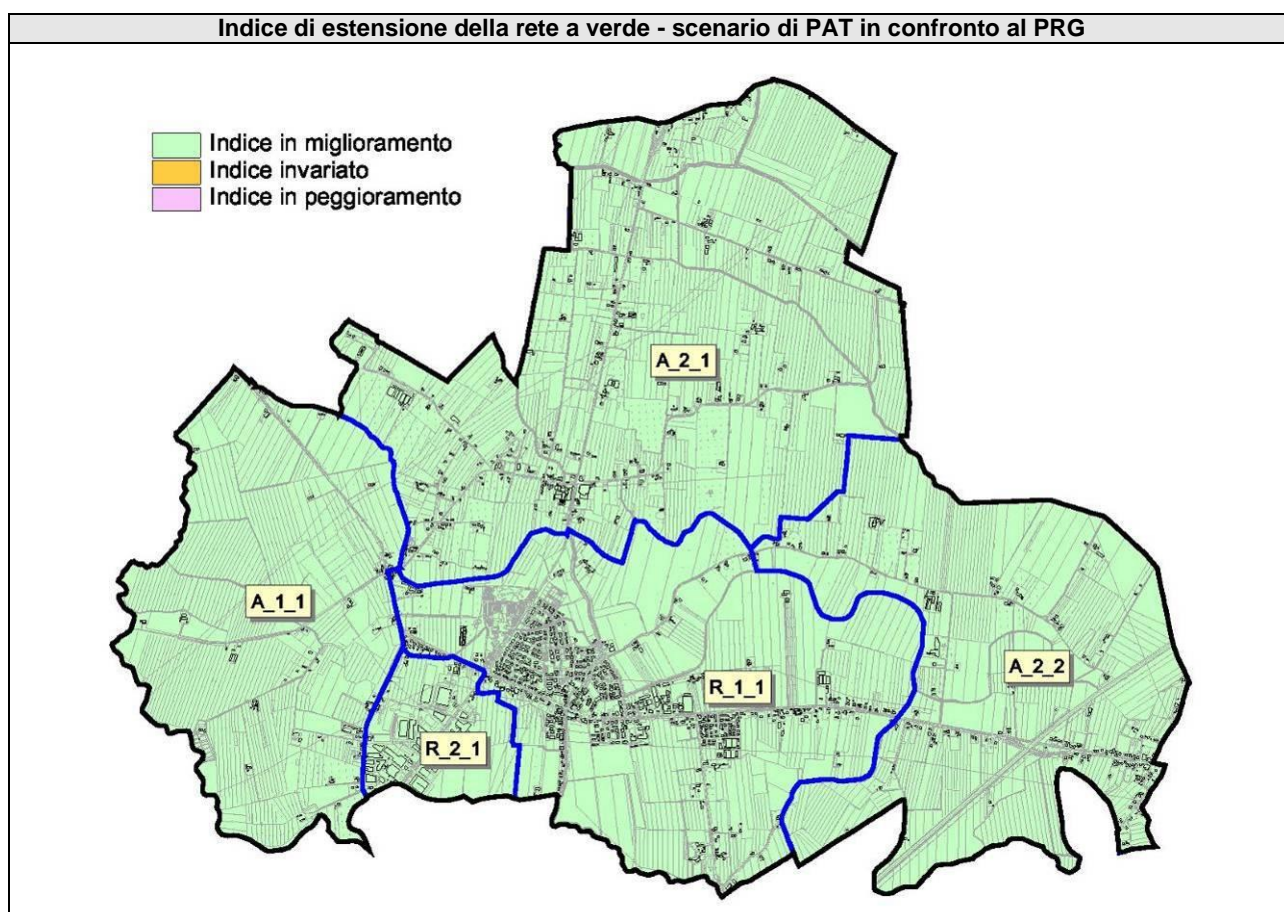 Indice di estensione della rete a verde - scenario di PAT in confronto al PRG
Indice in miglioramento
Indice invariato
Indice in peggioramento
A_2_1
A_1_1
A_2_2
R_1_1
R_2_1